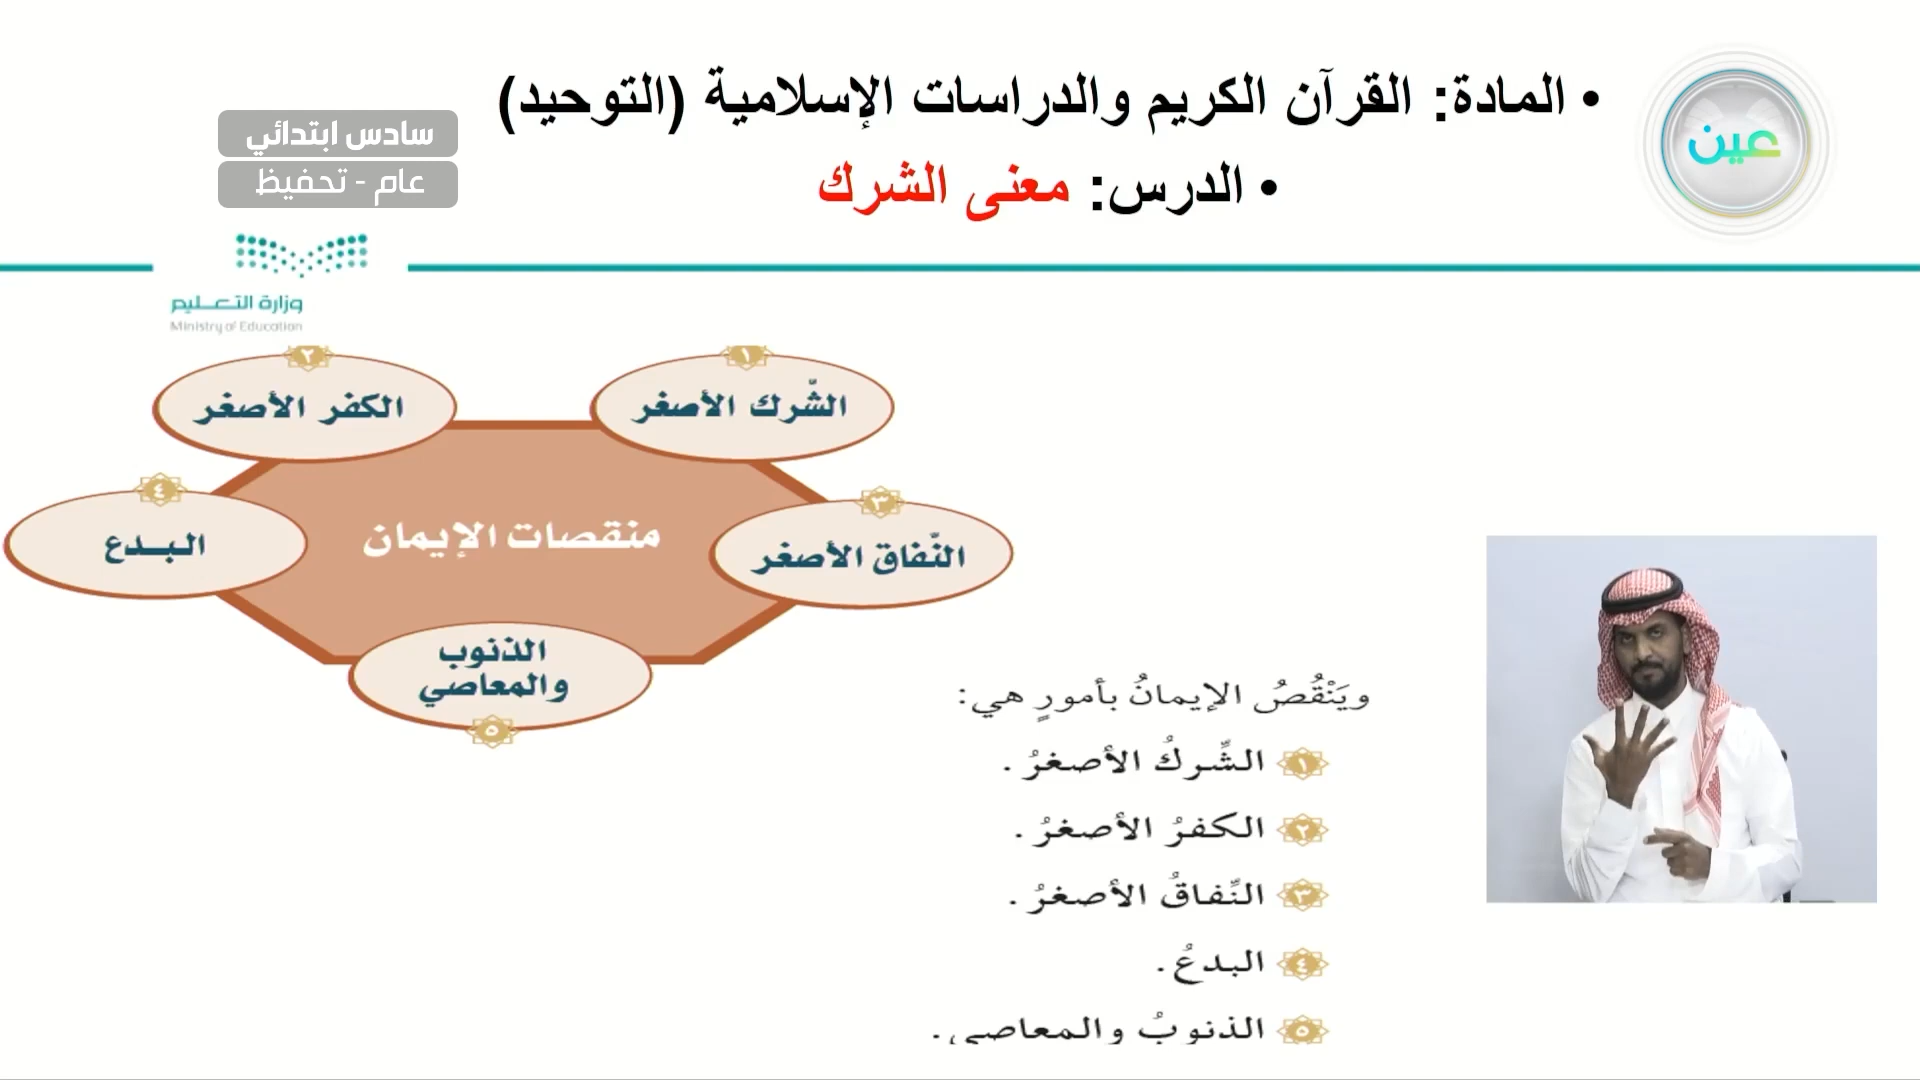 • المادة: القرآن الكريم والدراسات الإسلامية (التوحيد)
• الدرس: معنى الشرك
عين
سادس ابتدائي
عام - تحفيظ
وزارة التعـليم
Ministry of Education
١
الشّرك الأصغر
٢
الكفر الأصغر
٣
النّفاق الأصغر
٤
البـدع
منقصات الإيمان
الذنوب
والمعاصي
٥
ويَنْقُصُ الإيمانُ بأمورٍ هي:
١ الشِّركُ الأصغرُ .
٢ الكفرُ الأصغرُ .
٣ النِّفاقُ الأصغرُ .
٤ البدعُ .
٥ الذنوبُ والمعاصي .